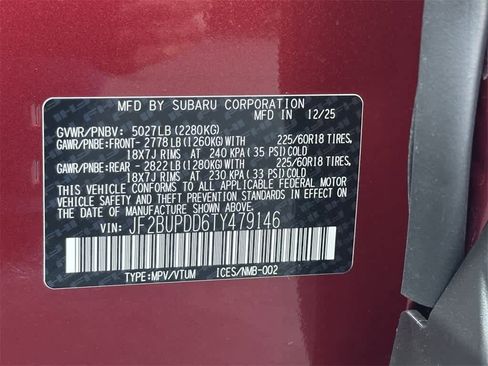 MFD BY SUBARU CORPORATION 12/25
GVWR/PNBV: 5027LB(2280KG)
GAWR/PNBE:FRONT- 2778LB(1260KG)WITH 225/60R18 TIRES,
18X7J RIMS AT 240 KPA(35 PSI)COLD
GAWR/PNBE:REAR - 2822LB(1280KG)WITH 225/60R18 TIRES,
18X7J RIMS AT 230 KPA(33 PSI)COLD
THIS VEHICLE CONFORMS TO ALL APPLICABLE FEDERAL MOTOR
VEHICLE SAFETY, BUMPER, AND THEFT PREVENTION STANDARDS
IN EFFECT ON THE DATE OF MANUFACTURE SHOWN ABOVE.
VIN: JF2BUPDD6TY479146
TYPE:MPV/VTUM ICES/NMB-002